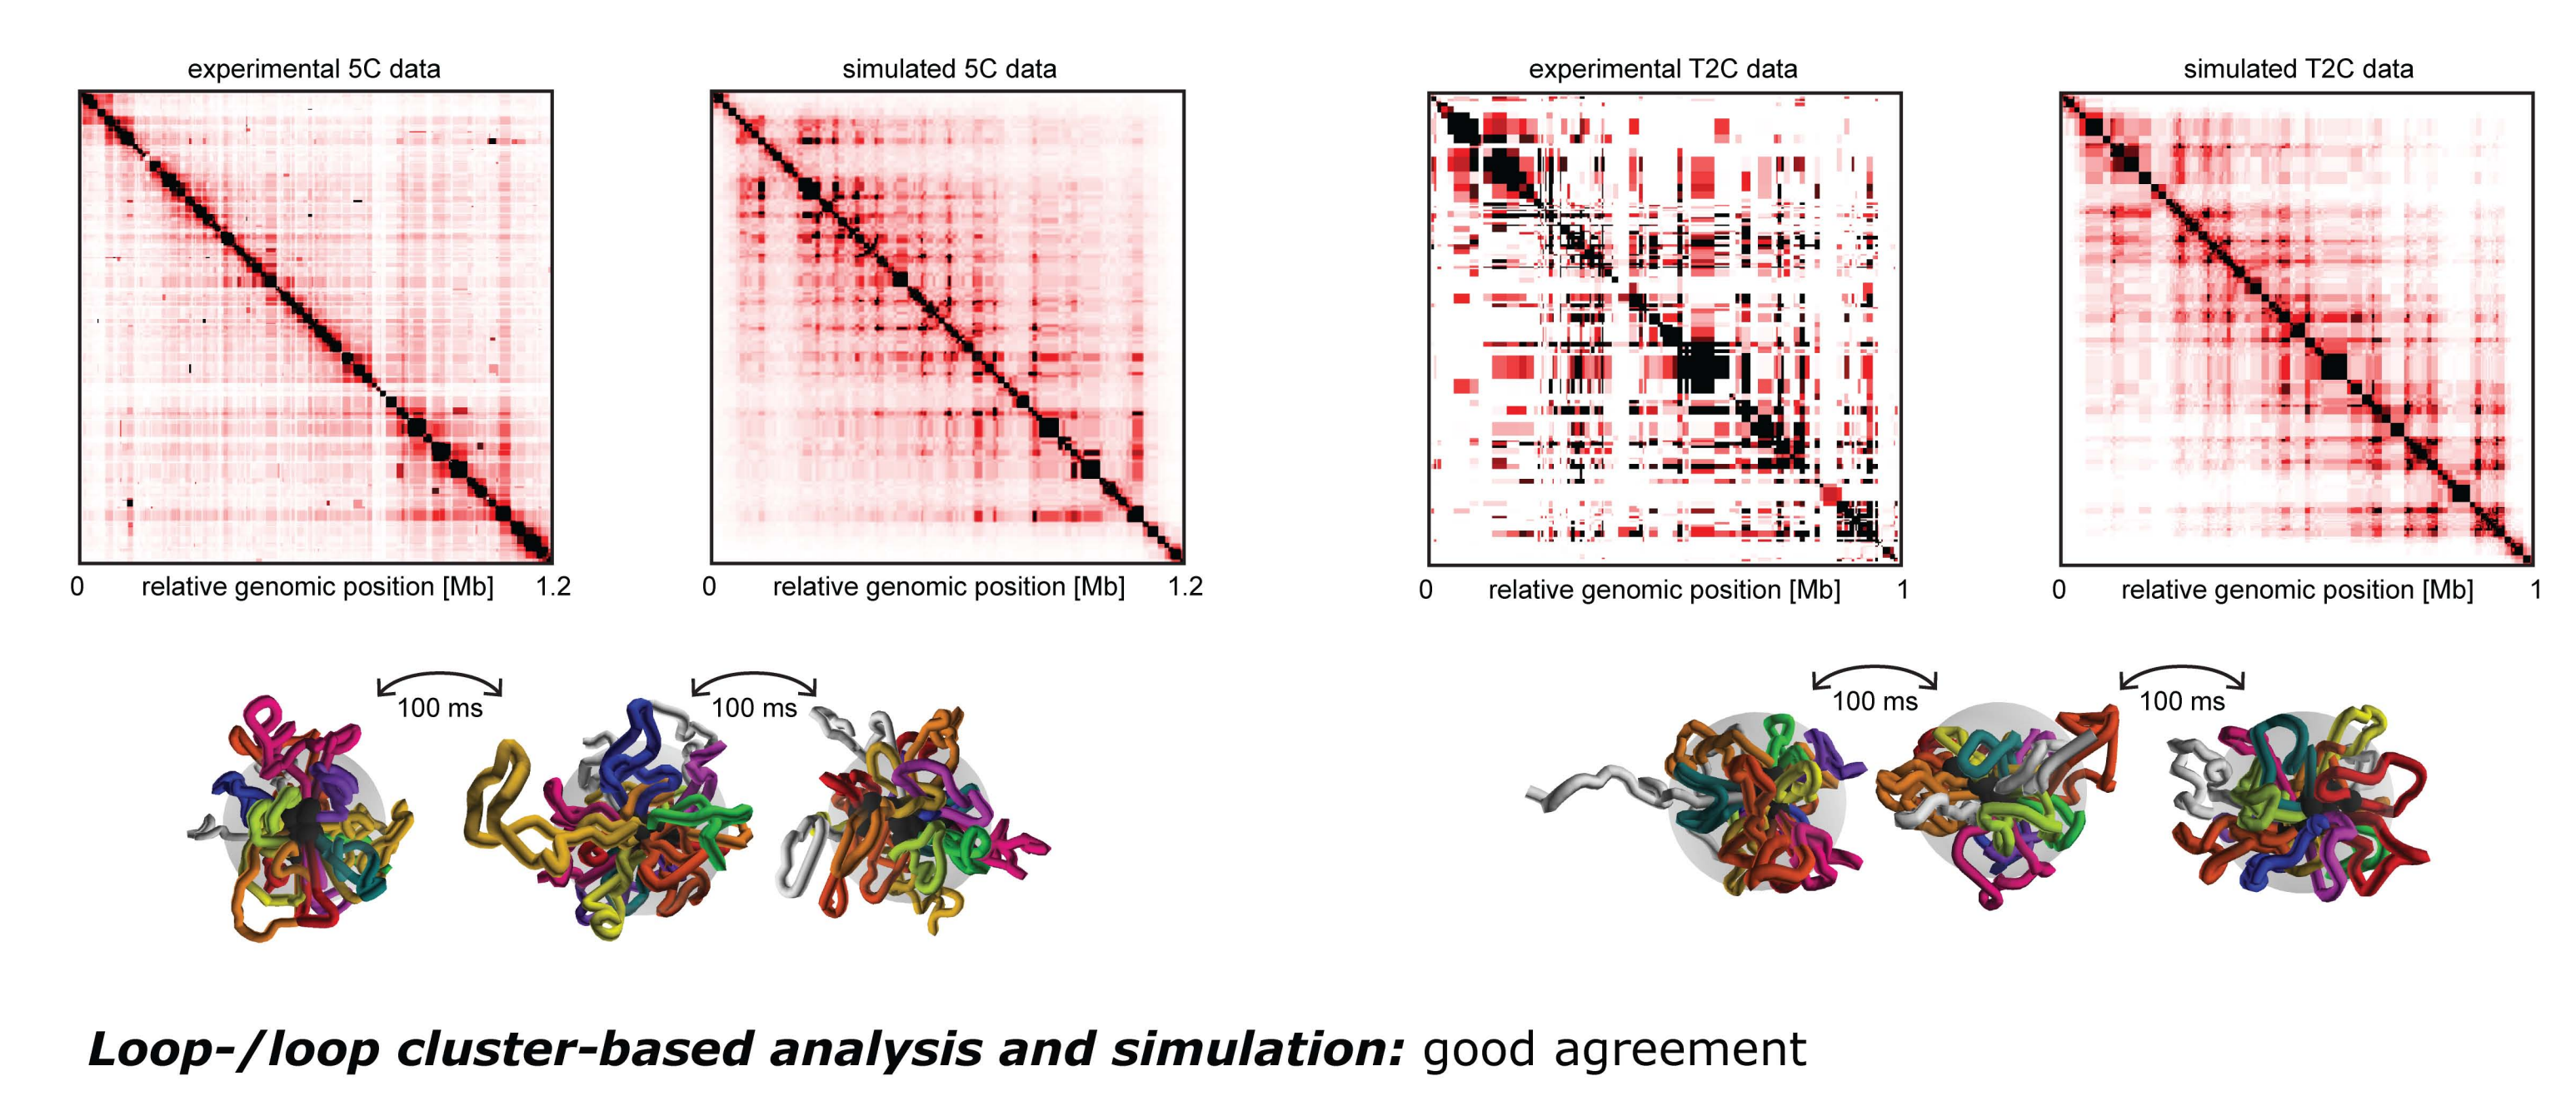 experimental 5C data
simulated 5C data
experimental T2C data
simulated T2C data
0 relative genomic position [Mb] 1.2
0 relative genomic position [Mb] 1.2
0 relative genomic position [Mb] 1
0 relative genomic position [Mb] 1
100 ms
100 ms
100 ms
100 ms
Loop-/loop cluster-based analysis and simulation: good agreement